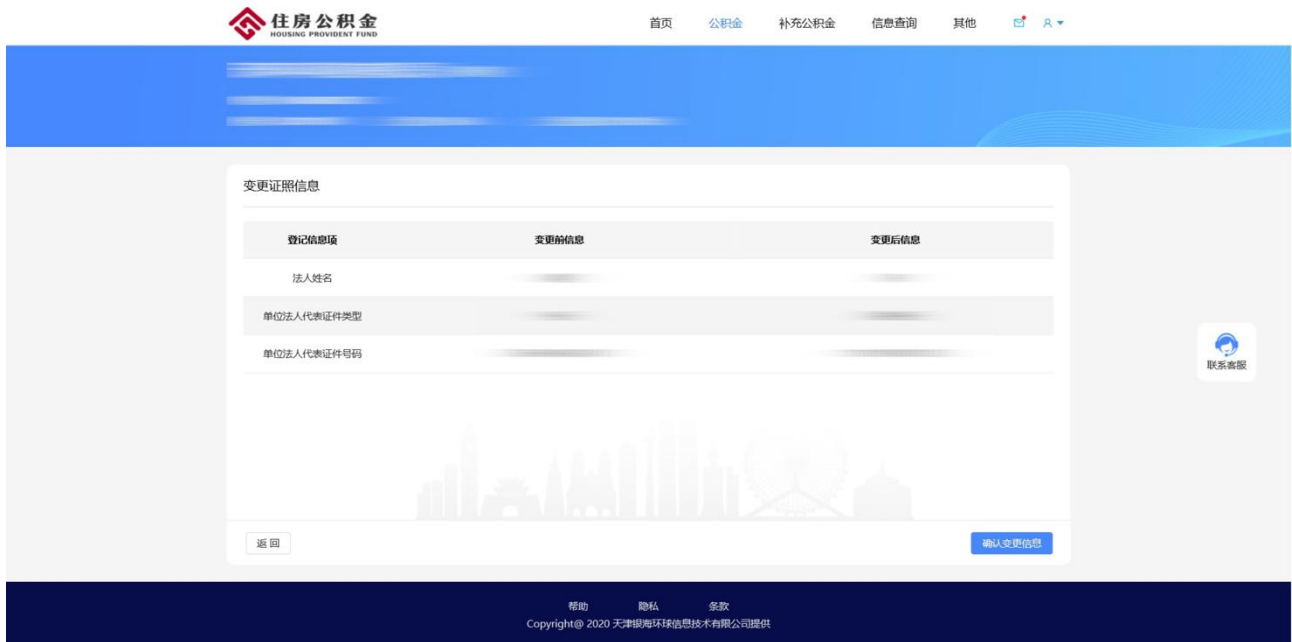 住房公积金
HOUSING PROVIDENT FUND
首页 公积金 补充公积金 信息查询 其他
变更证照信息
登记信息项 变更前信息 变更后信息
法人姓名
单位法人代表证件类型
单位法人代表证件号码
联系客服
返回 确认变更信息
帮助 隐私 条款
Copyright@ 2020 天津银海环球信息技术有限公司提供